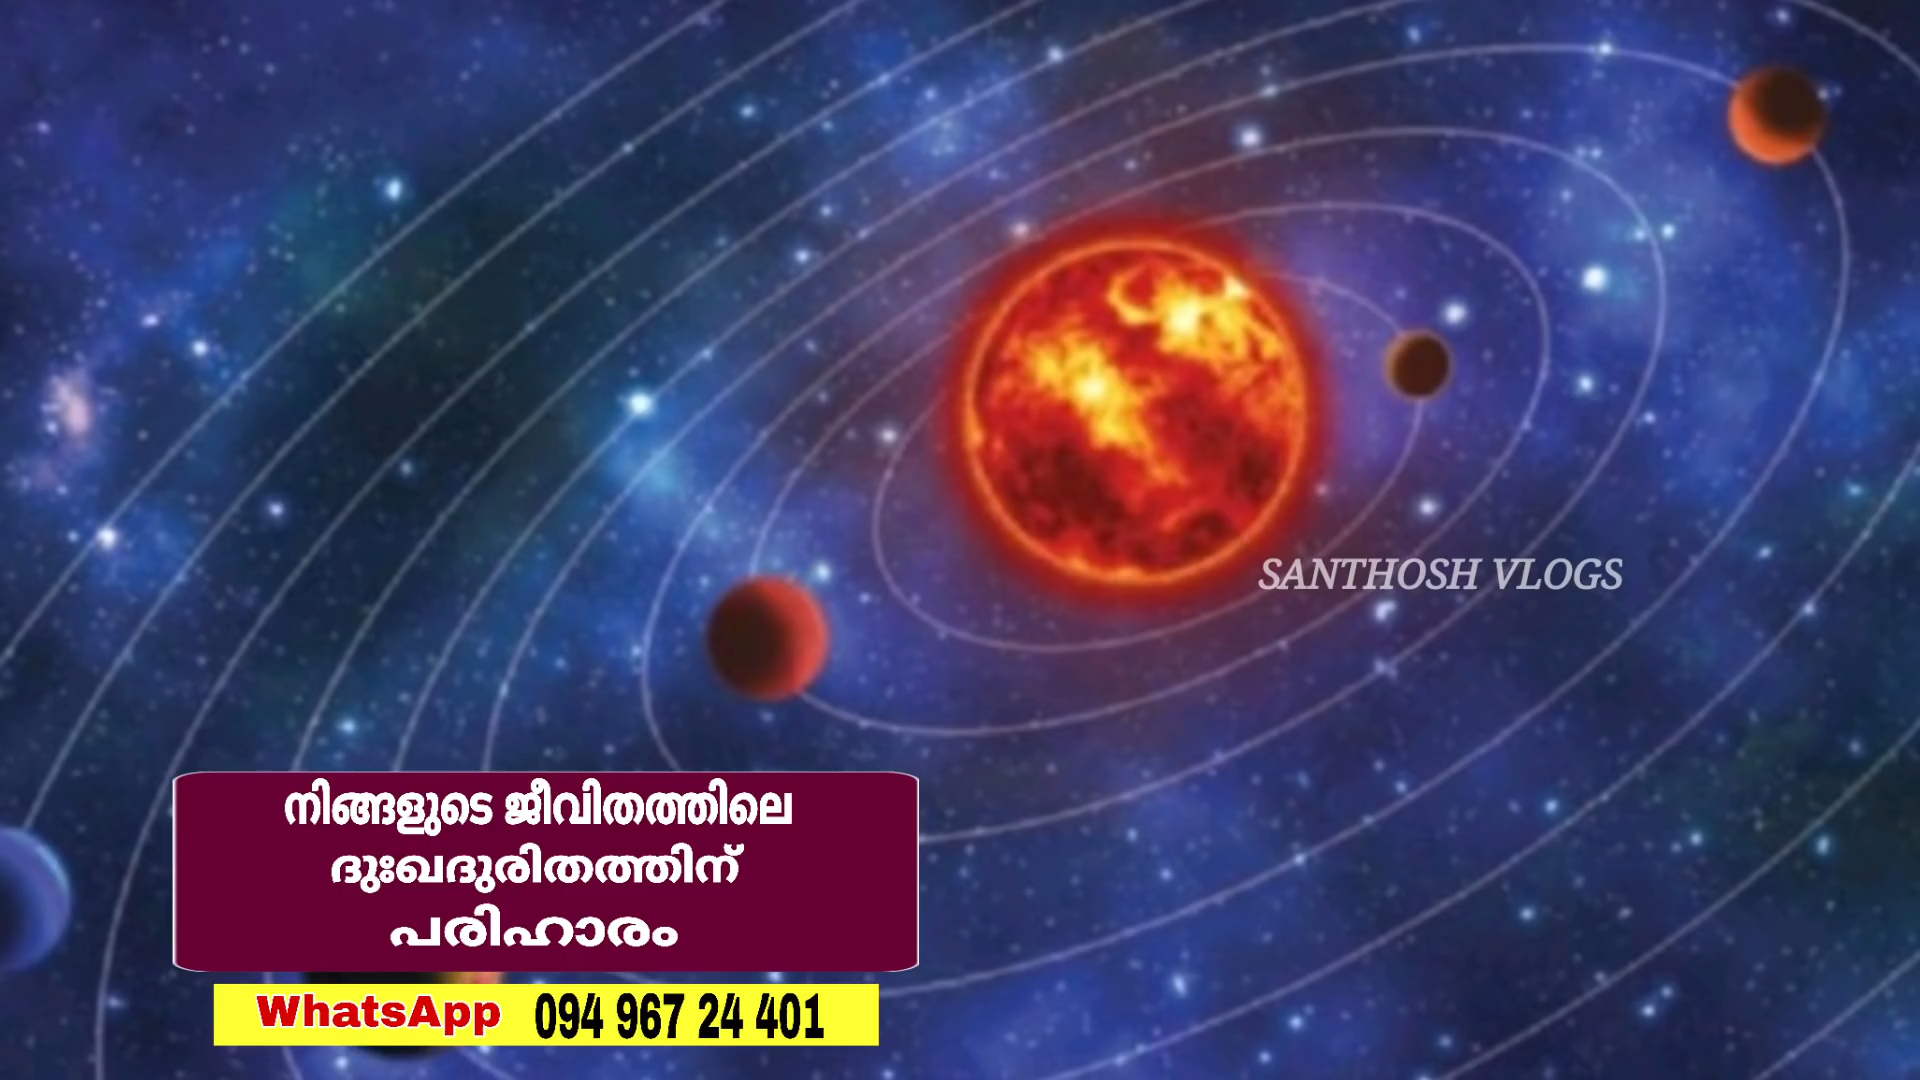 SANTHOSH VLOGS
നിങ്ങളുടെ ജീവിതത്തിലെ
ദുഃഖദുരിതത്തിന്
പരിഹാരം
WhatsApp 094 967 24 401